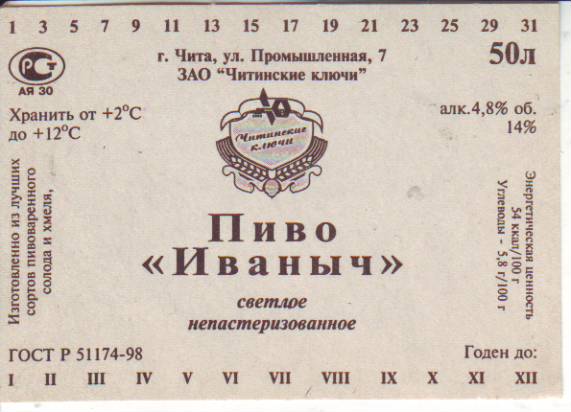 1 3 5 7 9 11 13 15 17 19 21 23 25 29 31
г. Чита, ул. Промышленная, 7
ЗАО "Читинские ключи"
50л
РСТ
АЯ 30
Хранить от +2°С
до +12°С
алк.4,8% об.
14%
Читинские
ключи
Изготовленно из лучших
сортов пивоваренного
солода и хмеля,
Энергетическая ценность
54 ккал/100 г
Углеводы - 5,8 г/100 г
Пиво
«Иваныч»
светлое
непастеризованное
ГОСТ Р 51174-98
Годен до:
I II III IV V VI VII VIII IX X XI XII